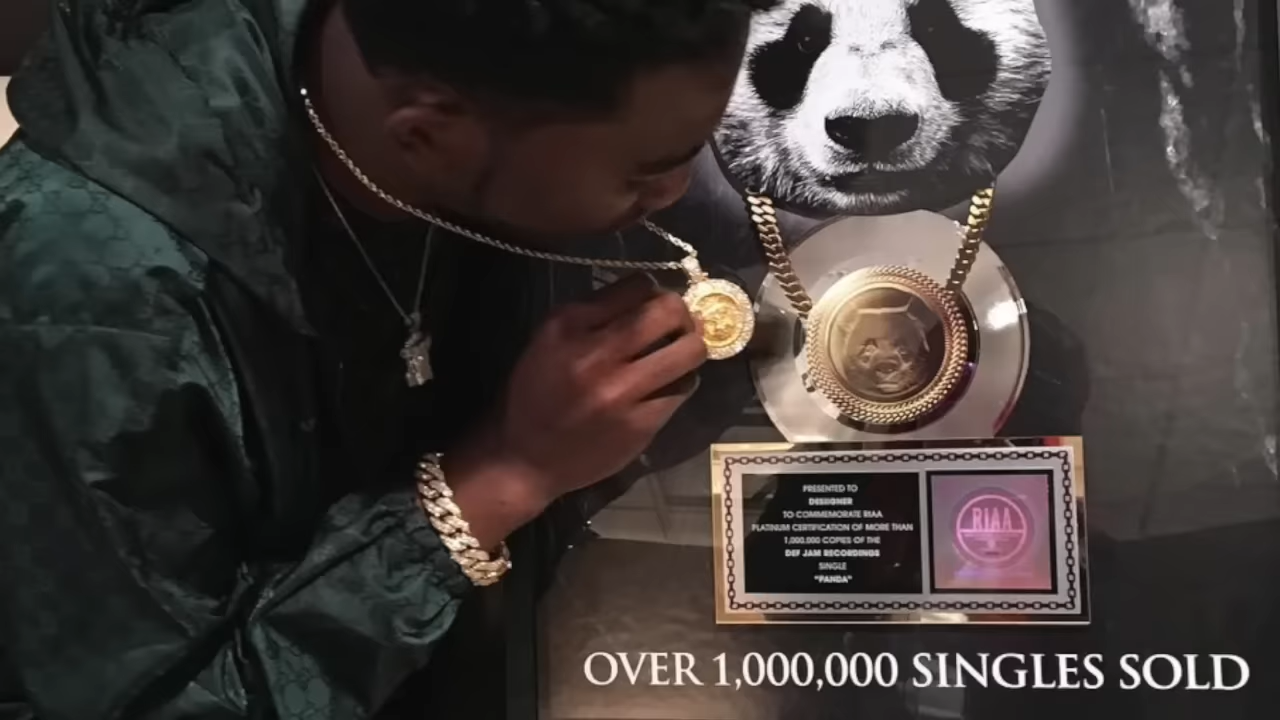 PRESENTED TO
DESIIGNER
TO COMMEMORATE RIAA
PLATINUM CERTIFICATION OF MORE THAN
1,000,000 COPIES OF THE
DEF JAM RECORDINGS
SINGLE
"PANDA"
RIAA
OVER 1,000,000 SINGLES SOLD